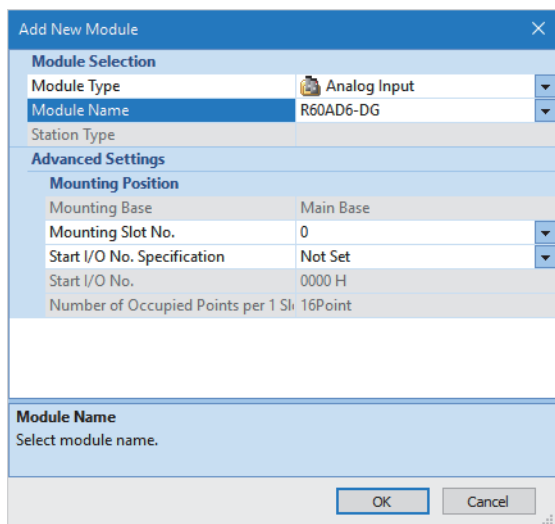 Add New Module
Module Selection
Module Type Analog Input
Module Name R60AD6-DG
Station Type
Advanced Settings
Mounting Position
Mounting Base Main Base
Mounting Slot No. 0
Start I/O No. Specification Not Set
Start I/O No. 0000 H
Number of Occupied Points per 1 Sl 16Point
Module Name
Select module name.
OK Cancel